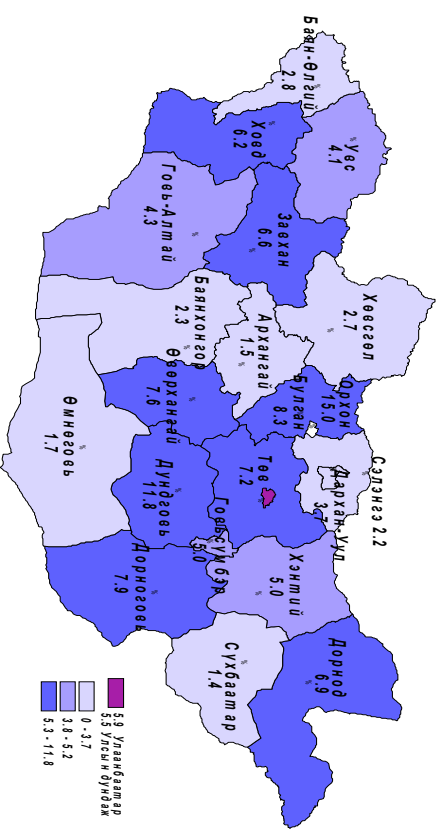 Баян-Өлгий
2.8
Увс
4.1
Ховд
6.2
Завхан
6.6
Говь-Алтай
4.3
Хөвсгөл
2.7
Баянхонгор
2.3
Архангай
1.5
Орхон
15.0
Булган
8.3
Өвөрхангай
7.6
Өмнөговь
1.7
Сэлэнгэ 2.2
Дархан-Уул
3.7
Төв
7.2
Дундговь
11.8
Говьсүмбэр
5.0
Хэнтий
5.0
Дорноговь
7.9
Сүхбаатар
1.4
Дорнод
6.9
5.9 Улаанбаатар
5.5 Улсын дундаж
0 - 3.7
3.8 - 5.2
5.3 - 11.8